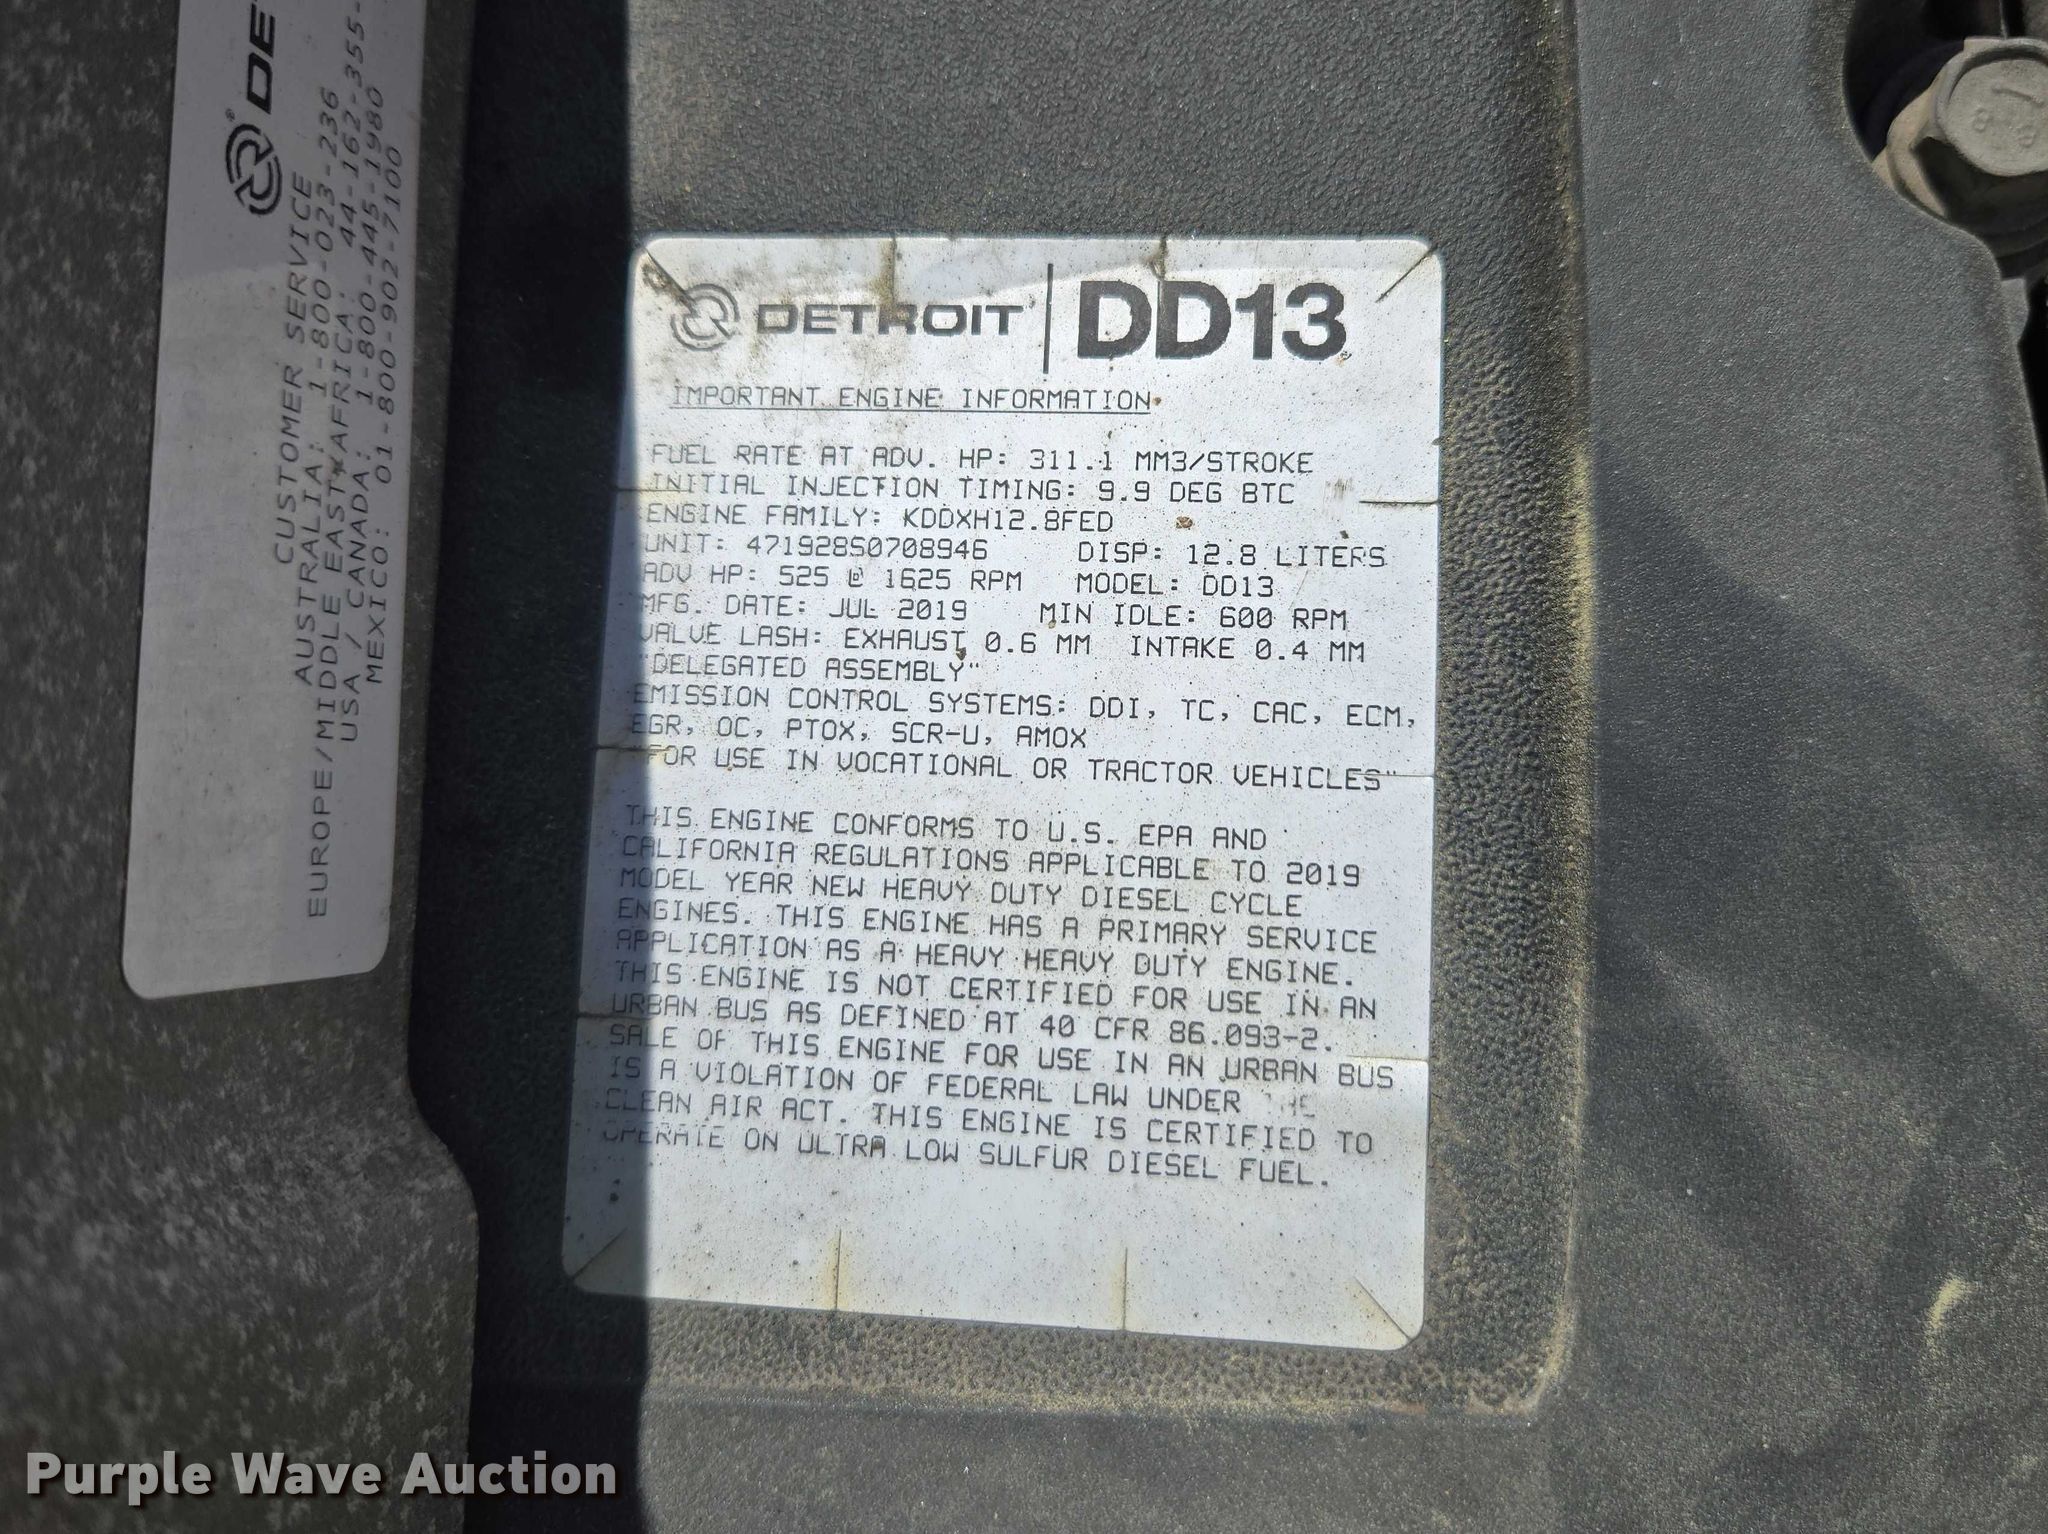 DE
CUSTOMER SERVICE
AUSTRALIA: 1-800-023-236
EUROPE/MIDDLE EAST/AFRICA: 44-162-355-
USA / CANADA: 1-800-445-1980
MEXICO: 01-800-902-7100
DETROIT DD13
IMPORTANT ENGINE INFORMATION
FUEL RATE AT ADV. HP: 311.1 MM3/STROKE
INITIAL INJECTION TIMING: 9.9 DEG BTC
ENGINE FAMILY: KDDXH12.8FED
UNIT: 471928S0708946 DISP: 12.8 LITERS
ADV HP: 525 @ 1625 RPM MODEL: DD13
MFG. DATE: JUL 2019 MIN IDLE: 600 RPM
VALVE LASH: EXHAUST 0.6 MM INTAKE 0.4 MM
"DELEGATED ASSEMBLY"
EMISSION CONTROL SYSTEMS: DDI, TC, CAC, ECM,
EGR, OC, PTOX, SCR-U, AMOX
"FOR USE IN VOCATIONAL OR TRACTOR VEHICLES"
THIS ENGINE CONFORMS TO U.S. EPA AND
CALIFORNIA REGULATIONS APPLICABLE TO 2019
MODEL YEAR NEW HEAVY DUTY DIESEL CYCLE
ENGINES. THIS ENGINE HAS A PRIMARY SERVICE
APPLICATION AS A HEAVY HEAVY DUTY ENGINE.
THIS ENGINE IS NOT CERTIFIED FOR USE IN AN
URBAN BUS AS DEFINED AT 40 CFR 86.093-2.
SALE OF THIS ENGINE FOR USE IN AN URBAN BUS
IS A VIOLATION OF FEDERAL LAW UNDER THE
CLEAN AIR ACT. THIS ENGINE IS CERTIFIED TO
OPERATE ON ULTRA LOW SULFUR DIESEL FUEL.
Purple Wave Auction